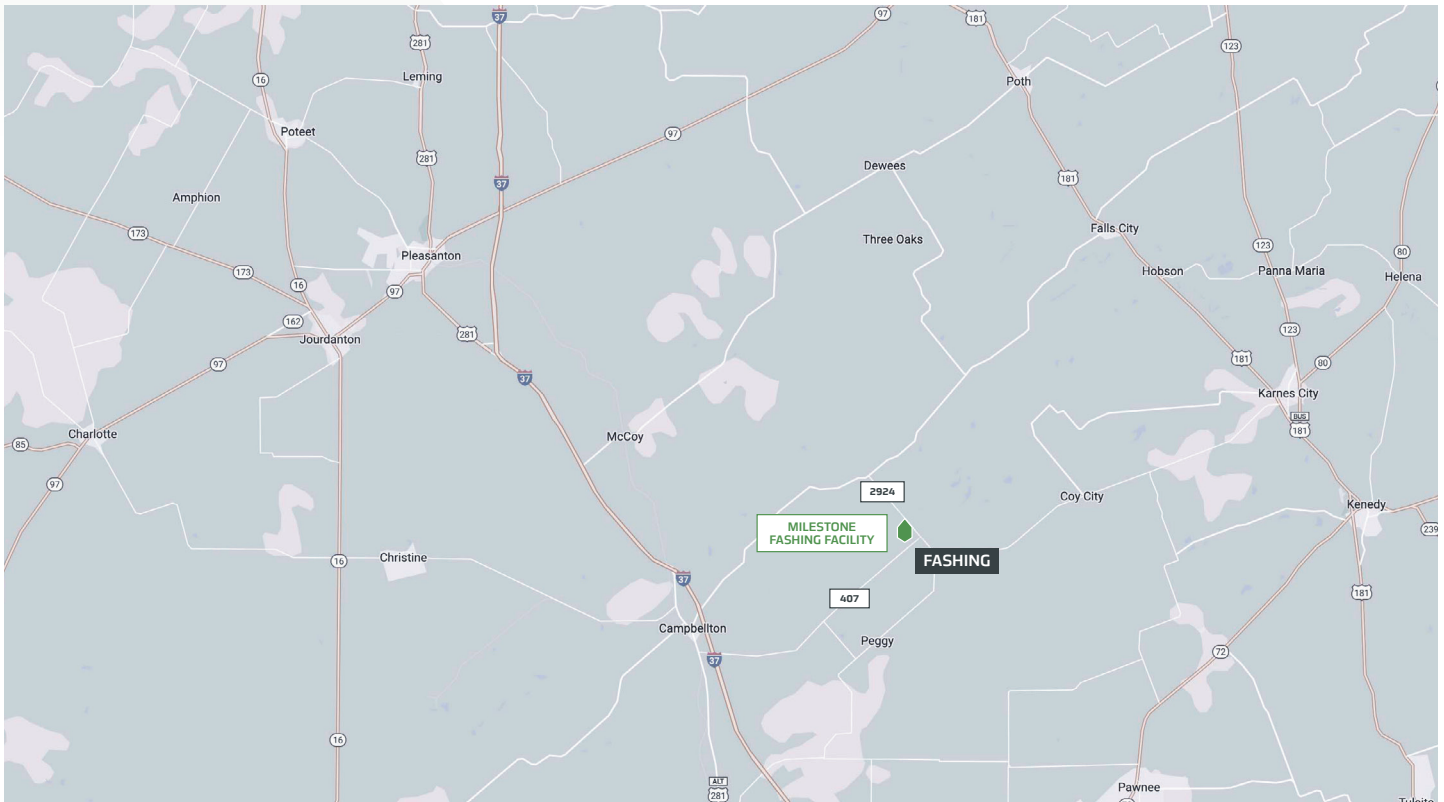 37
97
181
281
123
Leming
16
Poth
Poteet
97
281
Dewees
181
37
Amphion
Falls City
173
Three Oaks
123
80
Pleasanton
Hobson
Panna Maria
Helena
173
16
97
162
123
281
Jourdanton
181
80
97
37
Karnes City
BUS
181
Charlotte
McCoy
85
97
2924
Coy City
Kenedy
MILESTONE
FASHING FACILITY
239
Christine
16
FASHING
37
181
407
Campbellton
Peggy
72
37
16
ALT
281
Pawnee